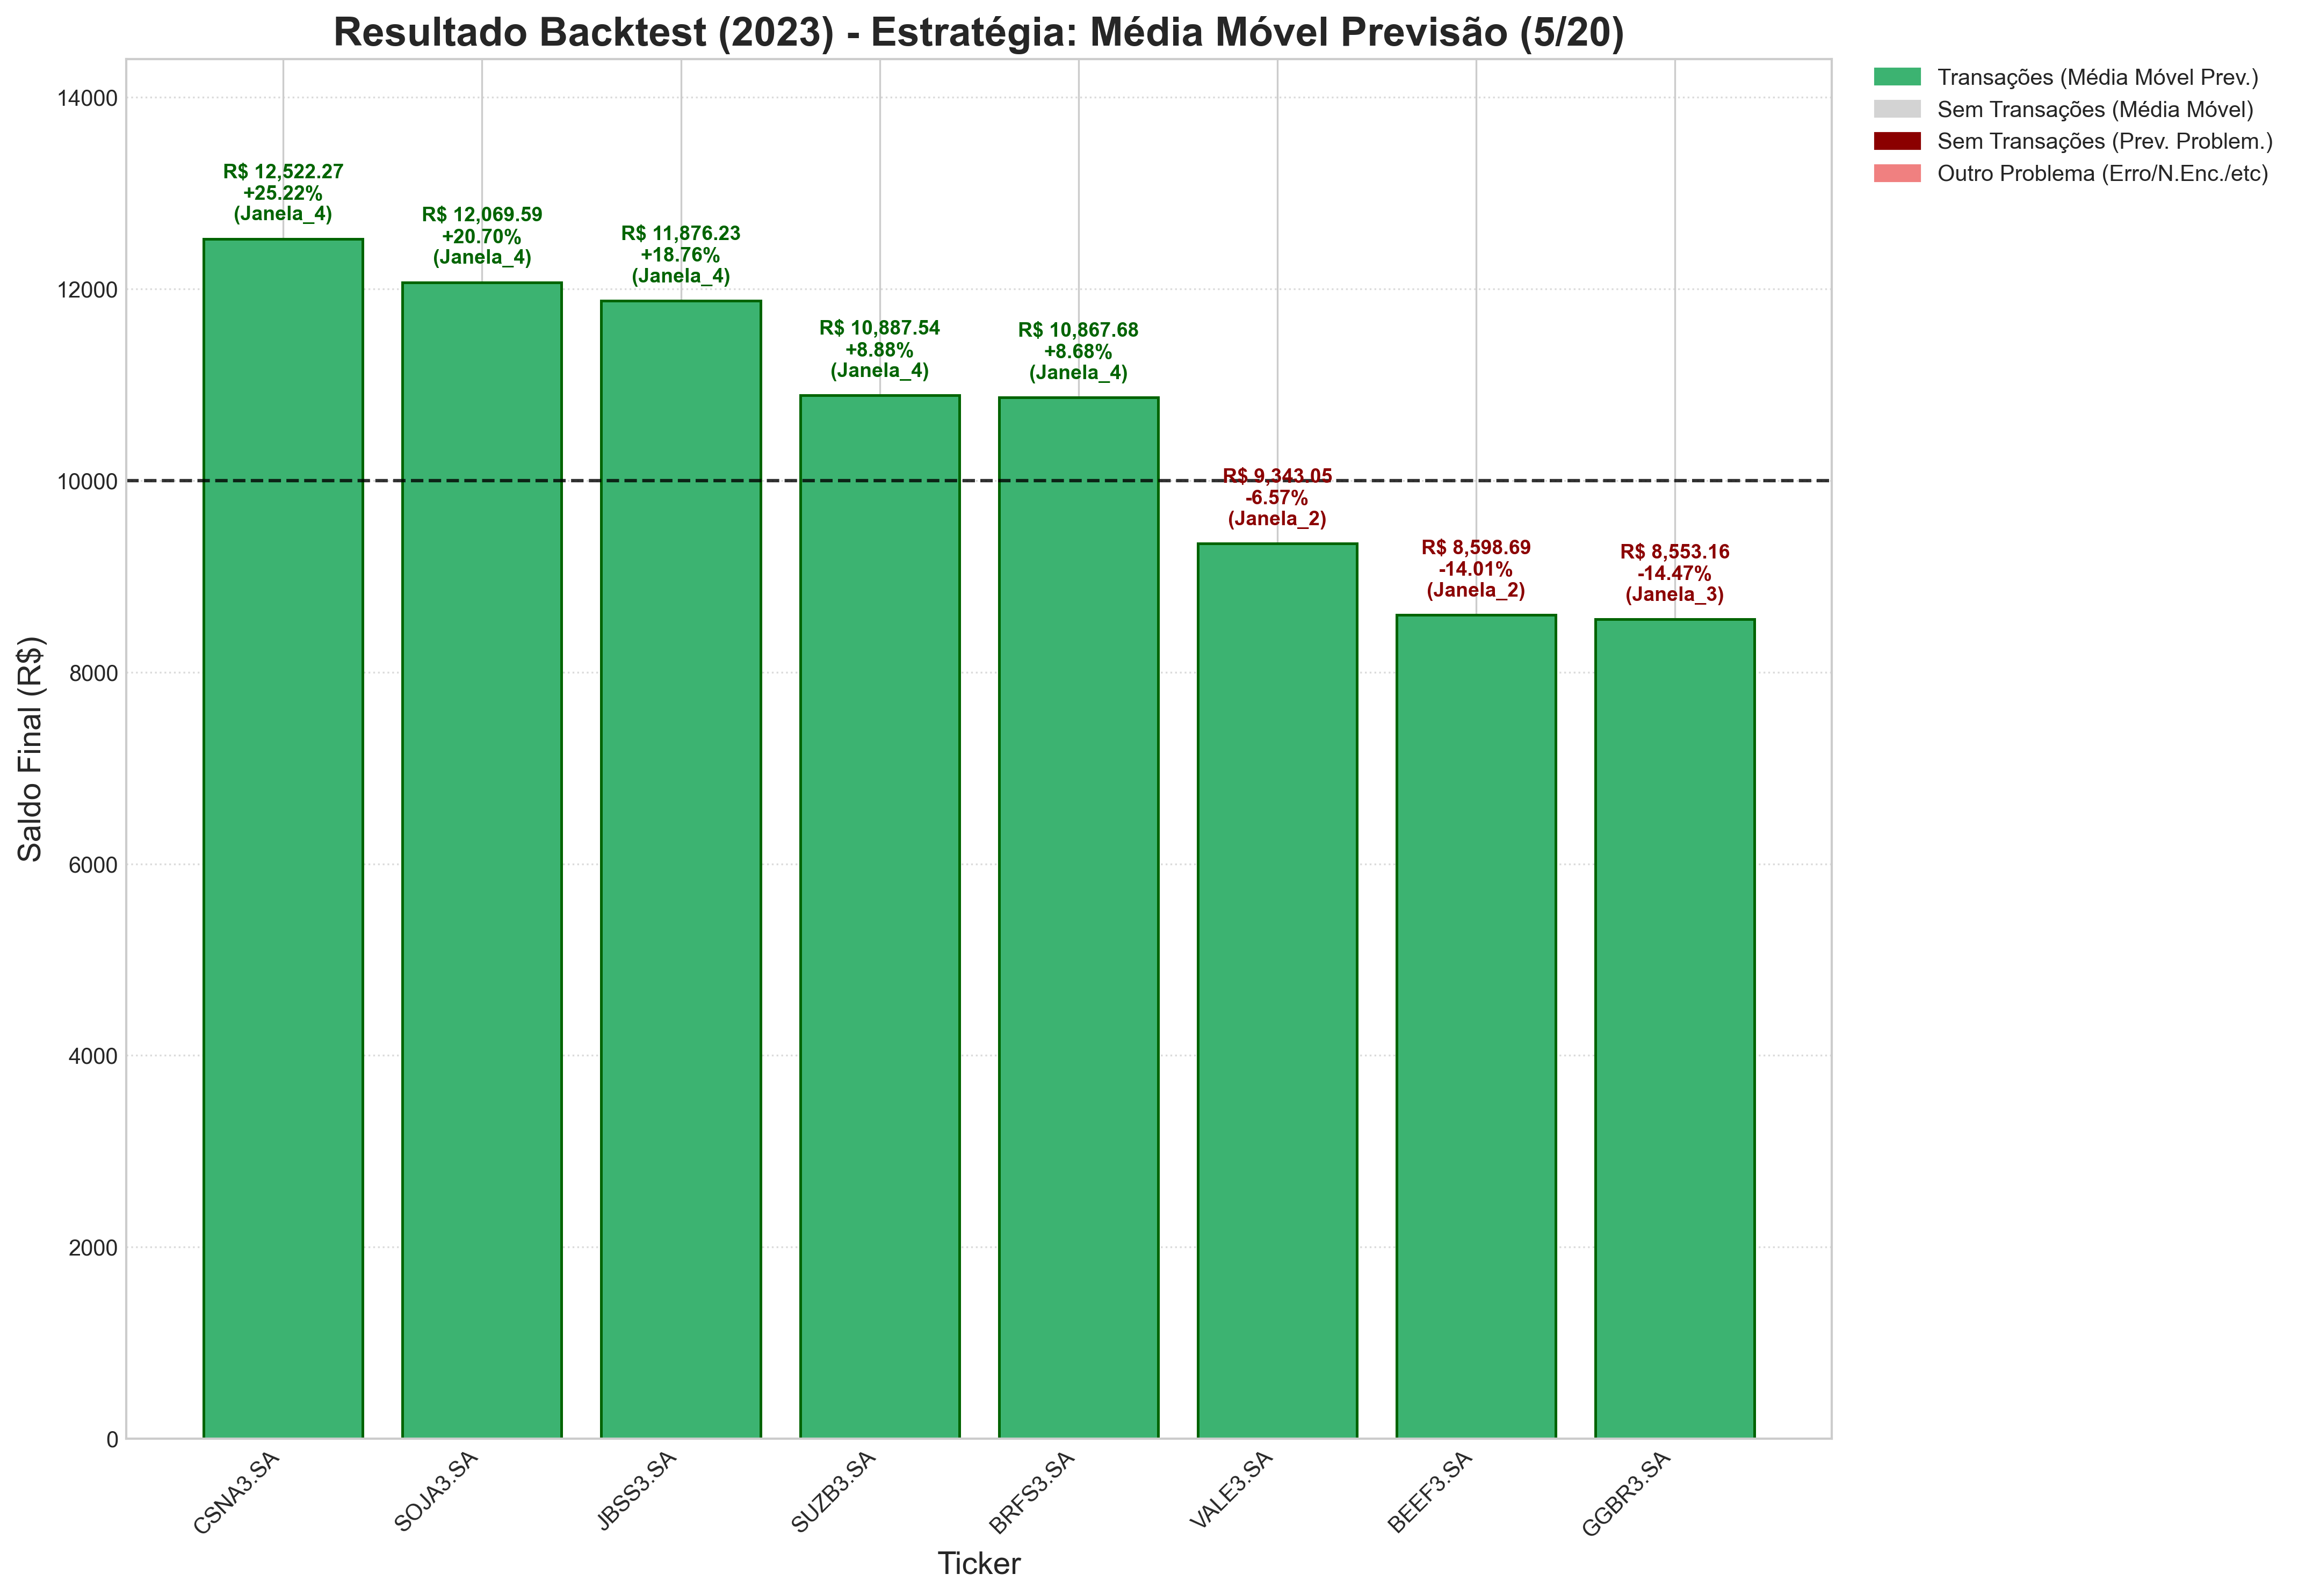 Resultado Backtest (2023) - Estratégia: Média Móvel Previsão (5/20)
Transações (Média Móvel Prev.)
Sem Transações (Média Móvel)
Sem Transações (Prev. Problem.)
Outro Problema (Erro/N.Enc./etc)
Saldo Final (R$)
14000
12000
10000
8000
6000
4000
2000
0
R$ 12,522.27
+25.22%
(Janela_4)
R$ 12,069.59
+20.70%
(Janela_4)
R$ 11,876.23
+18.76%
(Janela_4)
R$ 10,887.54
+8.88%
(Janela_4)
R$ 10,867.68
+8.68%
(Janela_4)
R$ 9,343.05
-6.57%
(Janela_2)
R$ 8,598.69
-14.01%
(Janela_2)
R$ 8,553.16
-14.47%
(Janela_3)
CSNA3.SA
SOJA3.SA
JBSS3.SA
SUZB3.SA
BRFS3.SA
VALE3.SA
BEEF3.SA
GGBR3.SA
Ticker